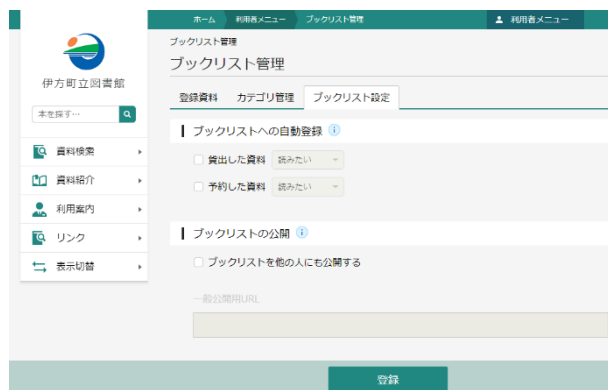 ホーム 利用者メニュー ブックリスト管理 利用者メニュー
ブックリスト管理
ブックリスト管理
伊方町立図書館
登録資料 カテゴリ管理 ブックリスト設定
本を探す…
ブックリストへの自動登録
資料検索
貸出した資料 読みたい
資料紹介
予約した資料 読みたい
利用案内
リンク
ブックリストの公開
表示切替
ブックリストを他の人にも公開する
一般公開用URL
登録